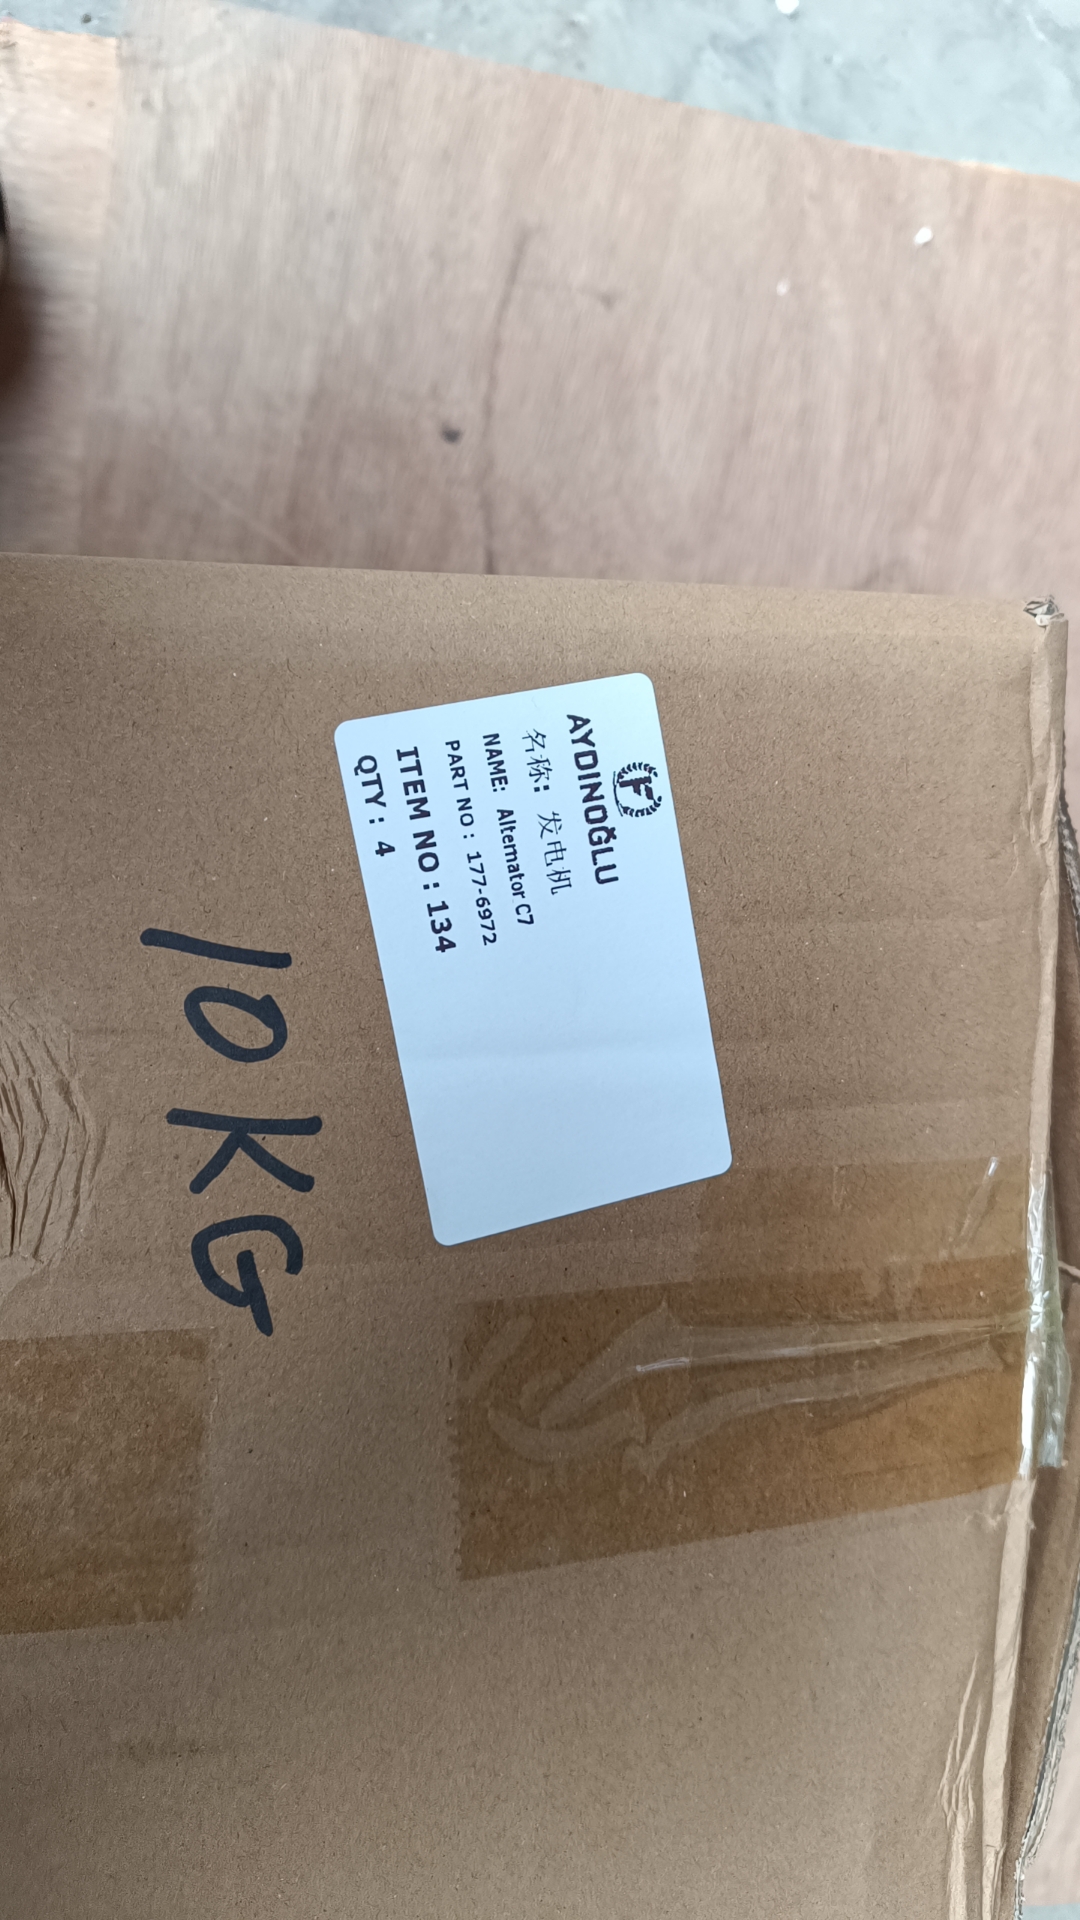 AYDINOĞLU
名称: 发电机
NAME: Alternator C7
PART NO : 177-6972
ITEM NO : 134
QTY : 4
10KG